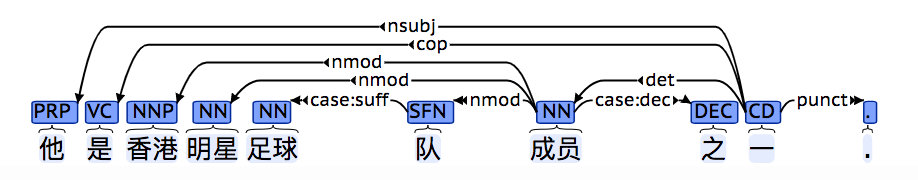 nsubj
cop
nmod
nmod det
case:suff nmod case:dec punct
PRP VC NNP NN NN SFN NN DEC CD .
他 是 香港 明星 足球 队 成员 之 一 .